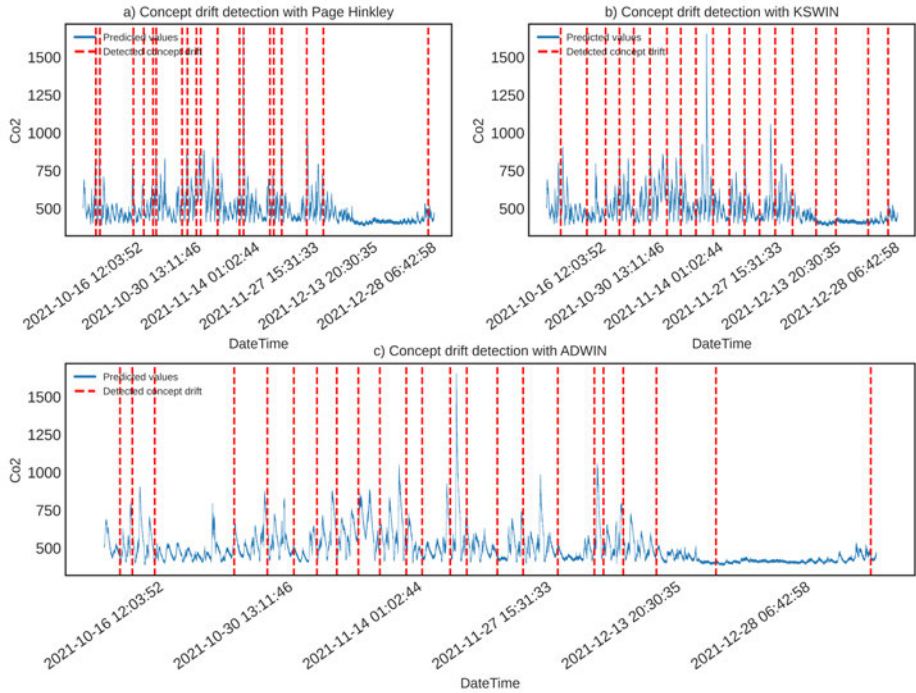 a) Concept drift detection with Page Hinkley
Predicted values
Detected concept drift
1500
1250
1000
750
500
Co2
2021-10-16 12:03:52
2021-10-30 13:11:46
2021-11-14 01:02:44
2021-11-27 15:31:33
2021-12-13 20:30:35
2021-12-28 06:42:58
DateTime
b) Concept drift detection with KSWIN
Predicted values
Detected concept drift
1500
1250
1000
750
500
Co2
2021-10-16 12:03:52
2021-10-30 13:11:46
2021-11-14 01:02:44
2021-11-27 15:31:33
2021-12-13 20:30:35
2021-12-28 06:42:58
DateTime
c) Concept drift detection with ADWIN
Predicted values
Detected concept drift
1500
1250
1000
750
500
Co2
2021-10-16 12:03:52
2021-10-30 13:11:46
2021-11-14 01:02:44
2021-11-27 15:31:33
2021-12-13 20:30:35
2021-12-28 06:42:58
DateTime